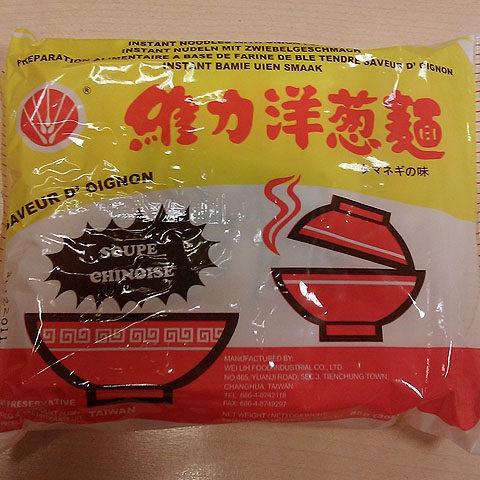 INSTANT NOODLES WITH ONION
INSTANT NUDELN MIT ZWIEBELGESCHMACK
PREPARATION ALIMENTAIRE A BASE DE FARINE DE BLE TENDRE SAVEUR D' OIGNON
INSTANT BAMIE UIEN SMAAK
®
維力洋葱麵
タマネギの味
SAVEUR D' OIGNON
SOUPE
CHINOISE
MANUFACTURED BY:
WEI LIH FOOD INDUSTRIAL CO., LTD.
NO.465, YUANJI ROAD, SEC.3, TIENCHUNG TOWN,
CHANGHUA, TAIWAN
TEL: 886-4-8742118
FAX: 886-4-8749297
PRESERVATIVE
TAIWAN
NET WEIGHT